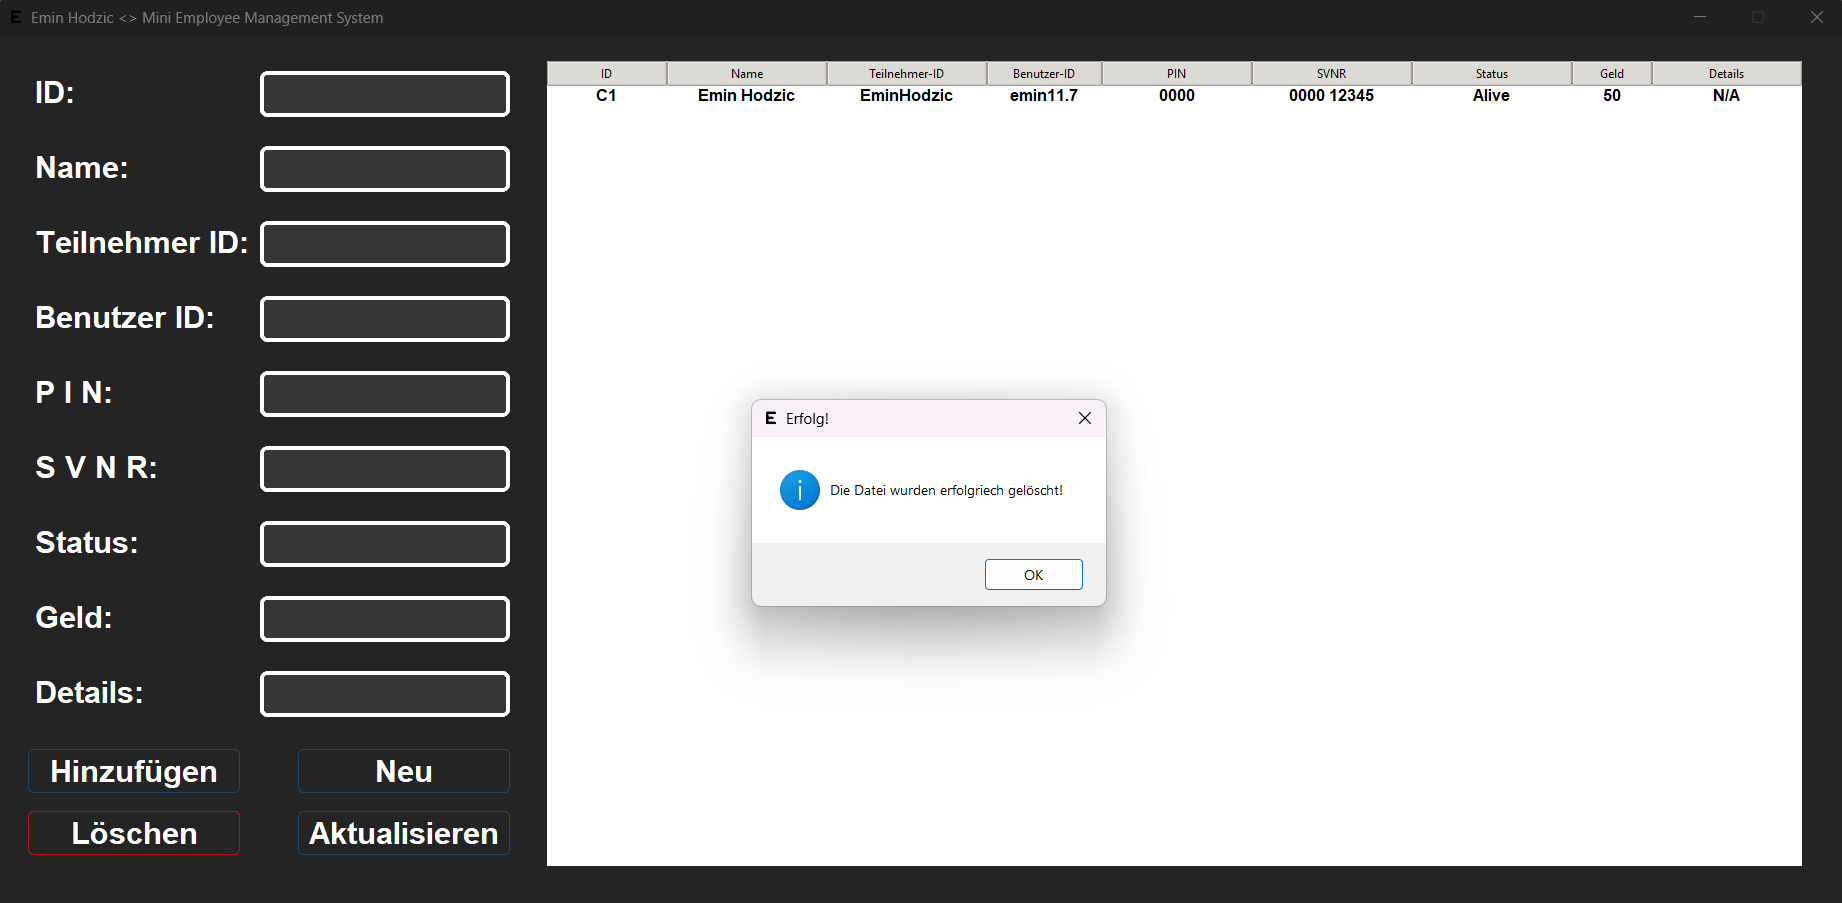 E Emin Hodzic <> Mini Employee Management System
ID:
Name:
Teilnehmer ID:
Benutzer ID:
P I N:
S V N R:
Status:
Geld:
Details:
Hinzufügen Neu
Löschen Aktualisieren
ID Name Teilnehmer-ID Benutzer-ID PIN SVNR Status Geld Details
C1 Emin Hodzic EminHodzic emin11.7 0000 0000 12345 Alive 50 N/A
E Erfolg!
Die Datei wurden erfolgriech gelöscht!
OK